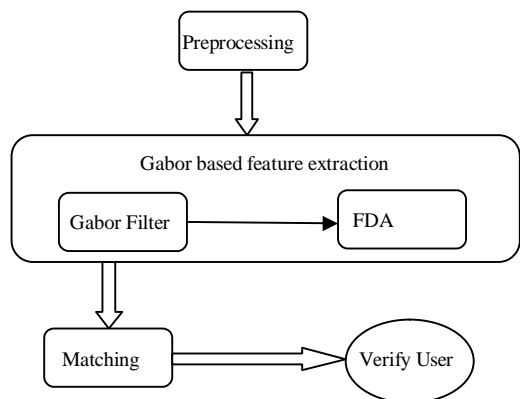 Preprocessing
Gabor based feature extraction
Gabor Filter
FDA
Matching
Verify User